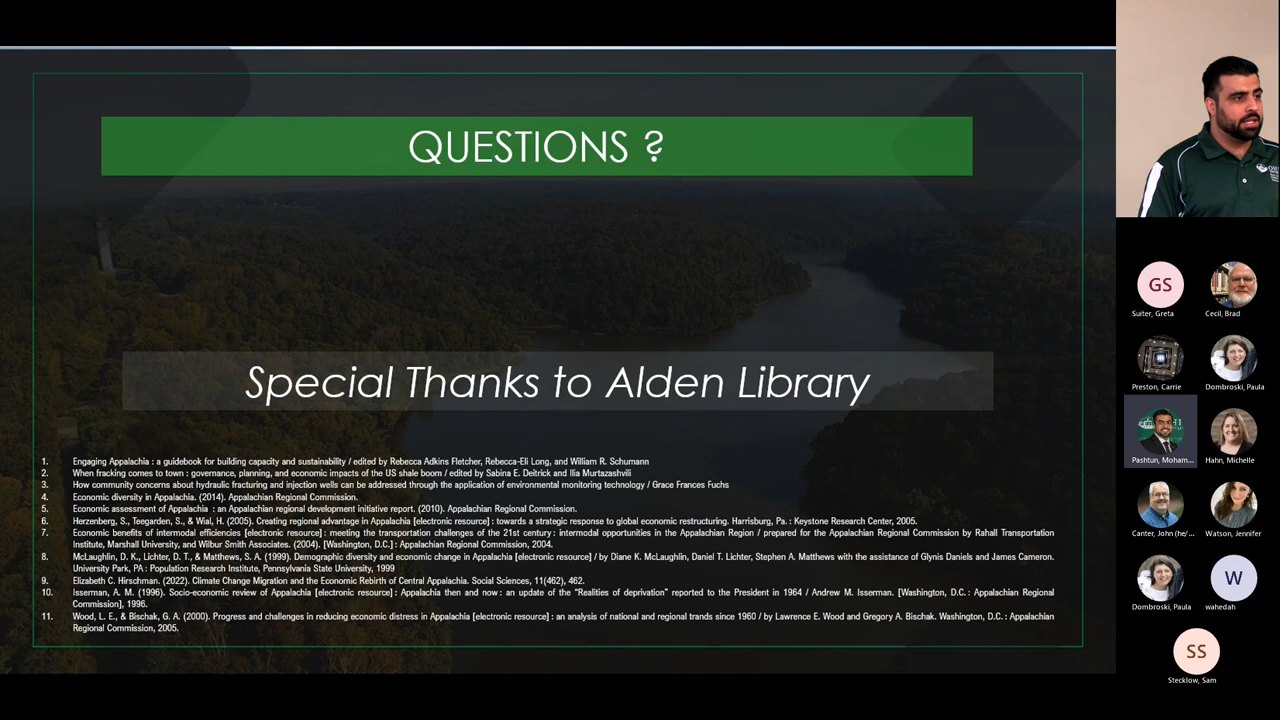 QUESTIONS ?
Special Thanks to Alden Library
1. Engaging Appalachia : a guidebook for building capacity and sustainability / edited by Rebecca Adkins Fletcher, Rebecca-Eli Long, and William R. Schumann
2. When fracking comes to town : governance, planning, and economic impacts of the US shale boom / edited by Sabina E. Deitrick and Ilia Murtazashvili
3. How community concerns about hydraulic fracturing and injection wells can be addressed through the application of environmental monitoring technology / Grace Frances Fuchs
4. Economic diversity in Appalachia. (2014). Appalachian Regional Commission.
5. Economic assessment of Appalachia : an Appalachian regional development initiative report. (2010). Appalachian Regional Commission.
6. Herzenberg, S., Teegarden, S., & Wial, H. (2005). Creating regional advantage in Appalachia [electronic resource] : towards a strategic response to global economic restructuring. Harrisburg, Pa. : Keystone Research Center, 2005.
7. Economic benefits of intermodal efficiencies [electronic resource] : meeting the transportation challenges of the 21st century : intermodal opportunities in the Appalachian Region / prepared for the Appalachian Regional Commission by Rahall Transportation
Institute, Marshall University, and Wilbur Smith Associates. (2004). [Washington, D.C.] : Appalachian Regional Commission, 2004.
8. McLaughlin, D. K., Lichter, D. T., & Matthews, S. A. (1999). Demographic diversity and economic change in Appalachia [electronic resource] / by Diane K. McLaughlin, Daniel T. Lichter, Stephen A. Matthews with the assistance of Glynis Daniels and James Cameron.
University Park, PA : Population Research Institute, Pennsylvania State University, 1999
9. Elizabeth C. Hirschman. (2022). Climate Change Migration and the Economic Rebirth of Central Appalachia. Social Sciences, 11(462), 462.
10. Isserman, A. M. (1996). Socio-economic review of Appalachia [electronic resource] : Appalachia then and now : an update of the "Realities of deprivation" reported to the President in 1964 / Andrew M. Isserman. [Washington, D.C. : Appalachian Regional
Commission], 1996.
11. Wood, L. E., & Bischak, G. A. (2000). Progress and challenges in reducing economic distress in Appalachia [electronic resource] : an analysis of national and regional trands since 1960 / by Lawrence E. Wood and Gregory A. Bischak. Washington, D.C. : Appalachian
Regional Commission, 2005.
GS
Suiter, Greta
Cecil, Brad
Preston, Carrie
Dombroski, Paula
Pashtun, Moham...
Hahn, Michelle
Canter, John (he/...
Watson, Jennifer
Dombroski, Paula
W
wahedah
SS
Stecklow, Sam